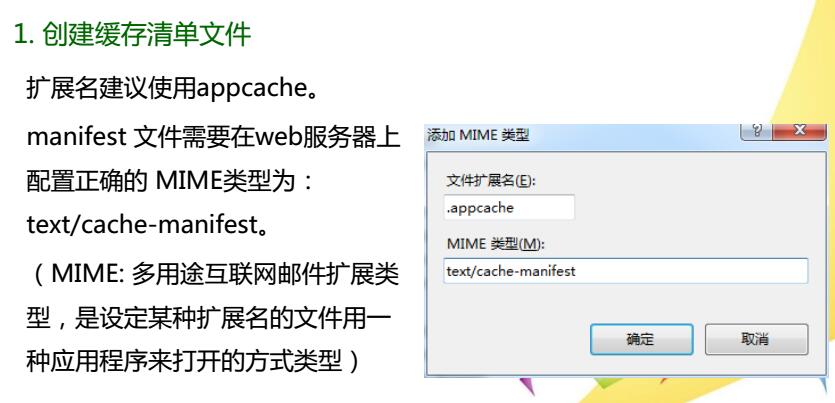 1. 创建缓存清单文件
扩展名建议使用appcache。
manifest 文件需要在web服务器上
配置正确的 MIME类型为：
text/cache-manifest。
（MIME: 多用途互联网邮件扩展类
型，是设定某种扩展名的文件用一
种应用程序来打开的方式类型）
添加 MIME 类型
文件扩展名(E):
.appcache
MIME 类型(M):
text/cache-manifest
确定 取消